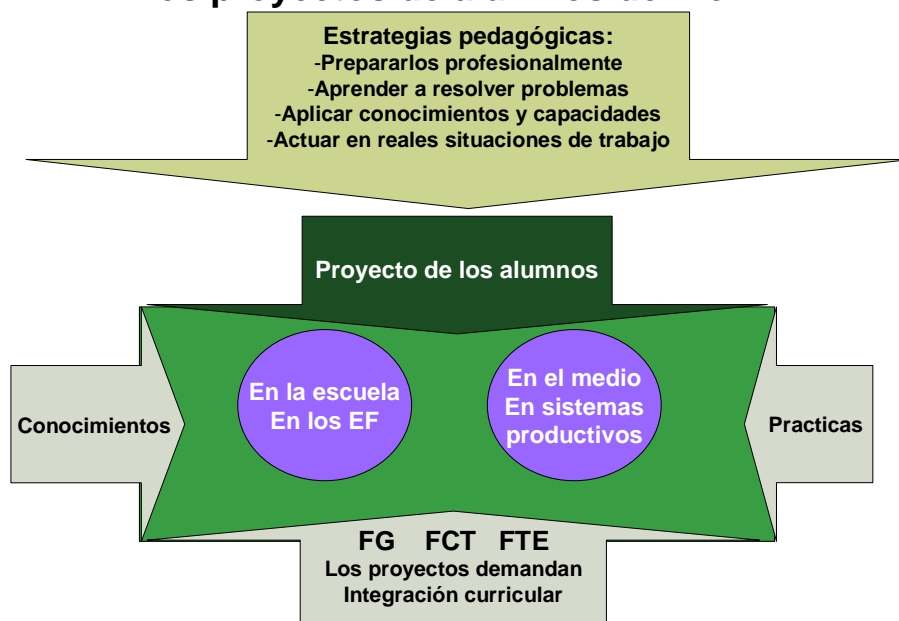 Estrategias pedagógicas:
-Prepararlos profesionalmente
-Aprender a resolver problemas
-Aplicar conocimientos y capacidades
-Actuar en reales situaciones de trabajo
Proyecto de los alumnos
En la escuela
En los EF
En el medio
En sistemas
productivos
Conocimientos
Practicas
FG FCT FTE
Los proyectos demandan
Integración curricular